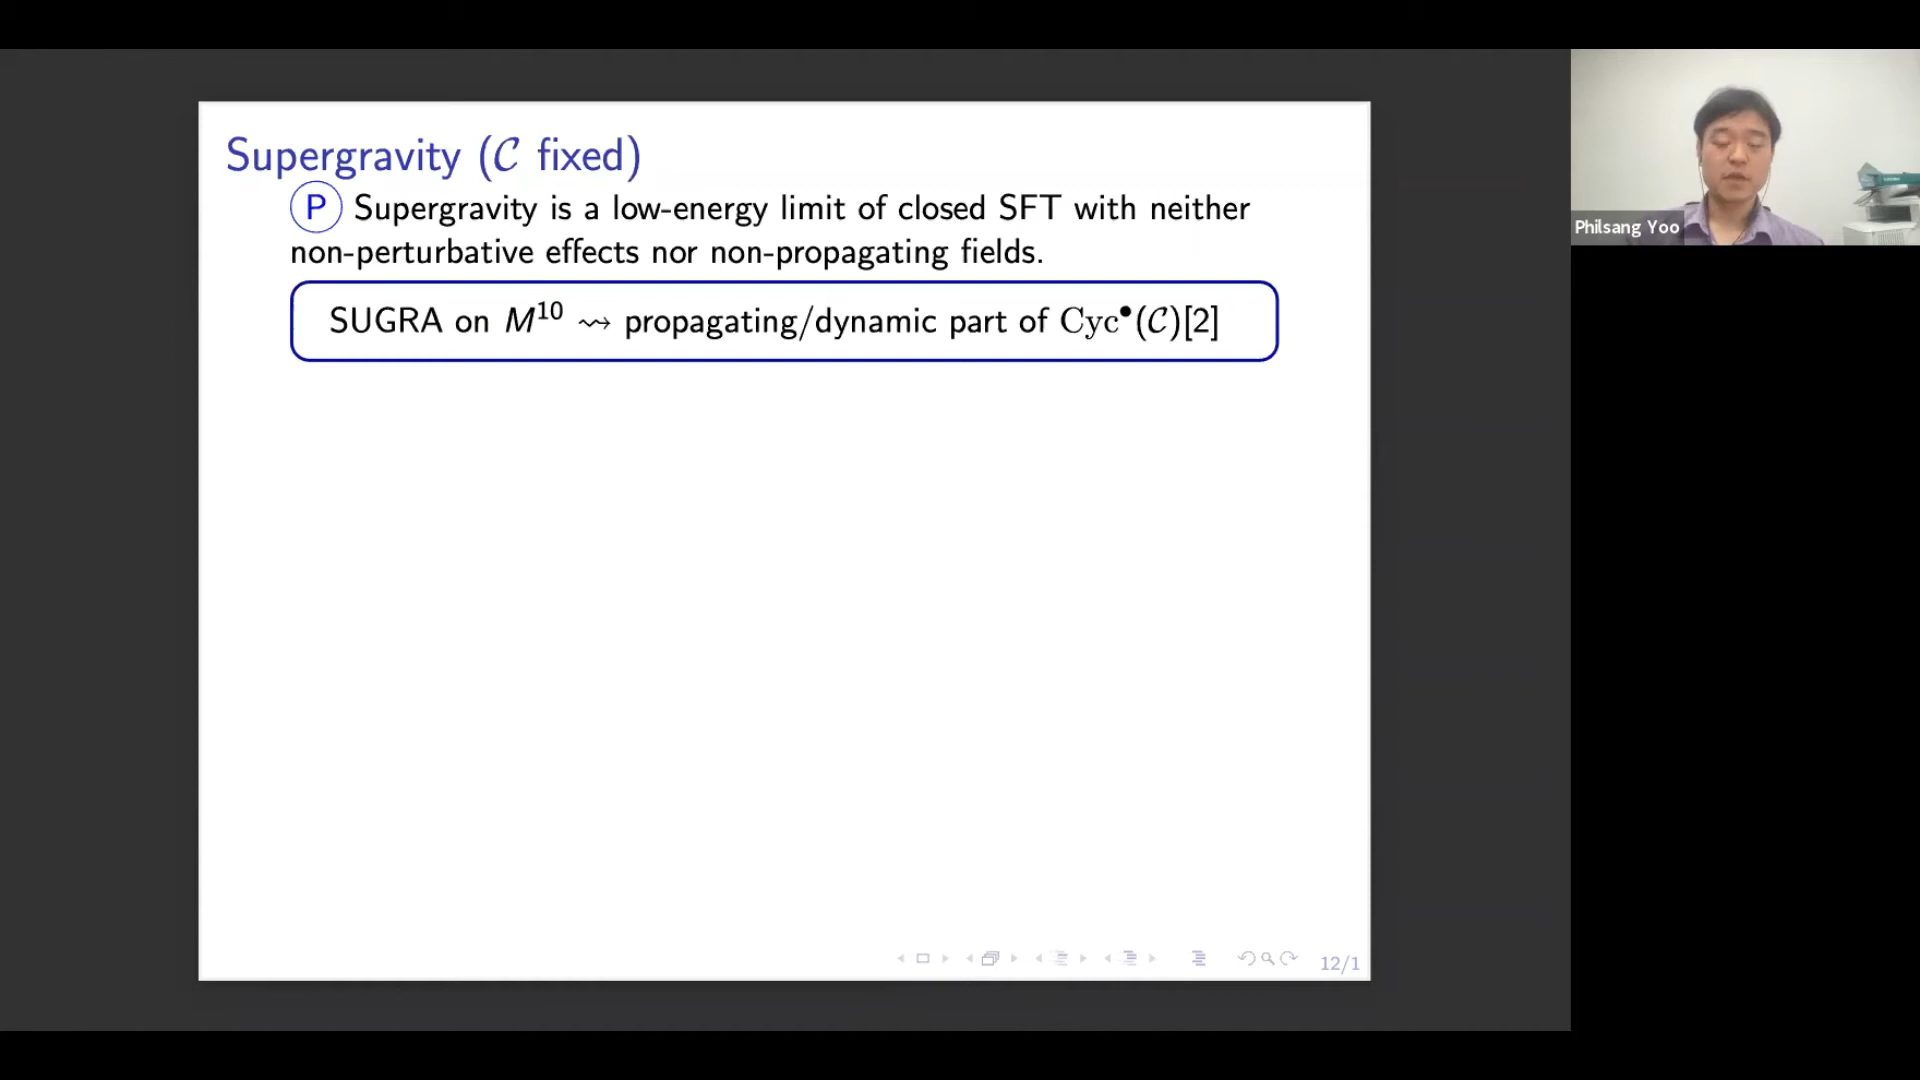 Supergravity (𝒞 fixed)
Ⓟ Supergravity is a low-energy limit of closed SFT with neither
non-perturbative effects nor non-propagating fields.
SUGRA on M¹⁰ ⇝ propagating/dynamic part of Cyc•(𝒞)[2]
12/1
Philsang Yoo